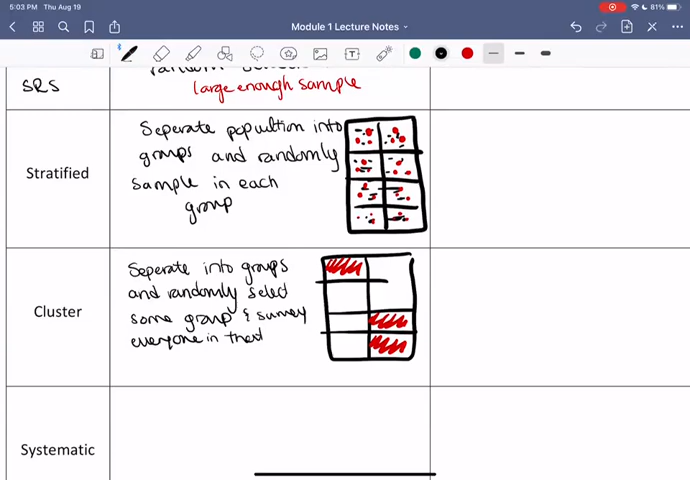 5:03 PM Thu Aug 19
81%
Module 1 Lecture Notes
SRS
large enough sample
Stratified
Seperate popultion into
groups and randomly
sample in each
group
Cluster
Seperate into groups
and randomly select
some group & survey
everyone in that
Systematic